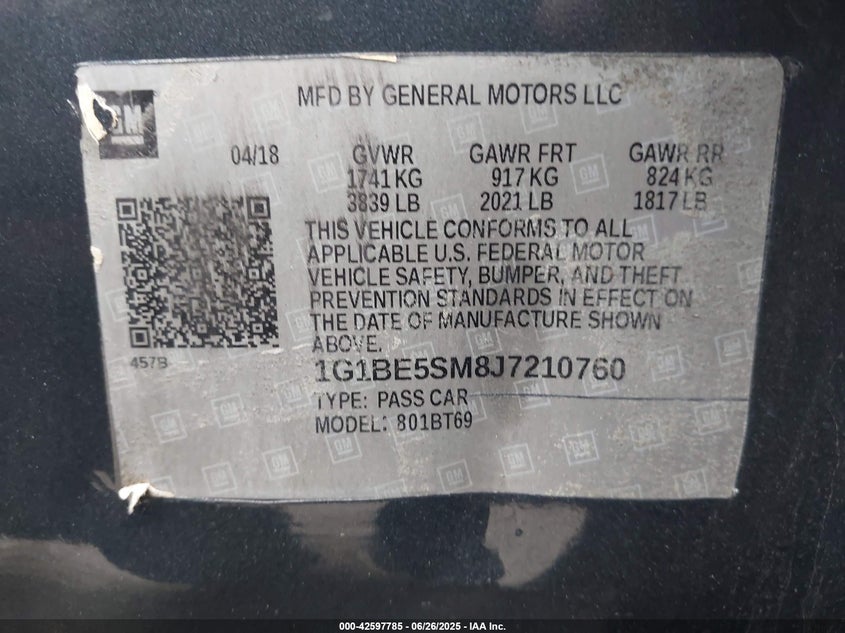 GM
MFD BY GENERAL MOTORS LLC
04/18 GVWR GAWR FRT GAWR RR
1741 KG 917 KG 824 KG
3839 LB 2021 LB 1817 LB
THIS VEHICLE CONFORMS TO ALL
APPLICABLE U.S. FEDERAL MOTOR
VEHICLE SAFETY, BUMPER, AND THEFT
PREVENTION STANDARDS IN EFFECT ON
THE DATE OF MANUFACTURE SHOWN
ABOVE.
457B
1G1BE5SM8J7210760
TYPE: PASS CAR
MODEL: 801BT69
000-42597785 - 06/26/2025 - IAA Inc.